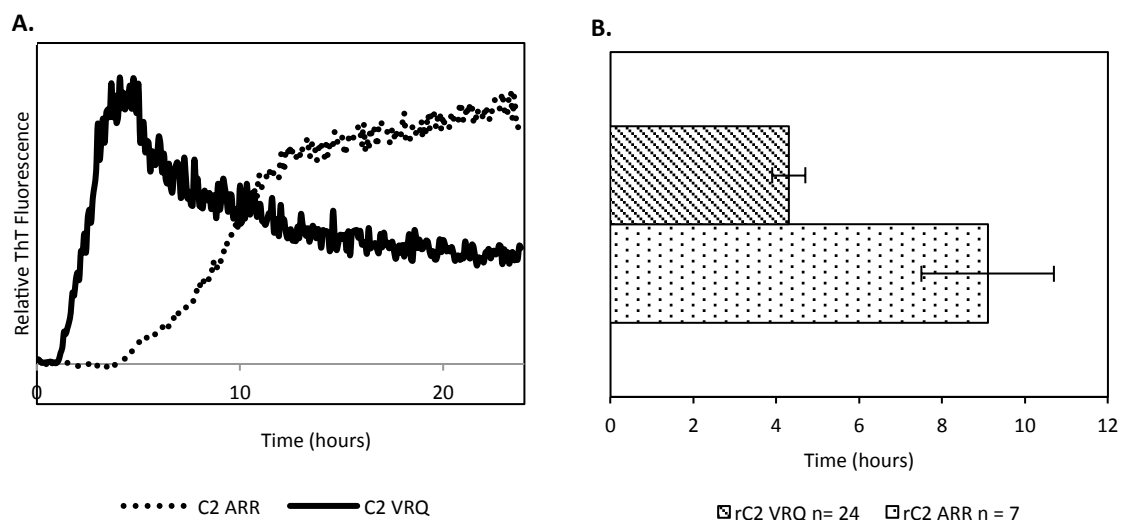 A.
Relative ThT Fluorescence
0
10
20
Time (hours)
C2 ARR C2 VRQ
B.
0 2 4 6 8 10 12
Time (hours)
rC2 VRQ n= 24 rC2 ARR n = 7